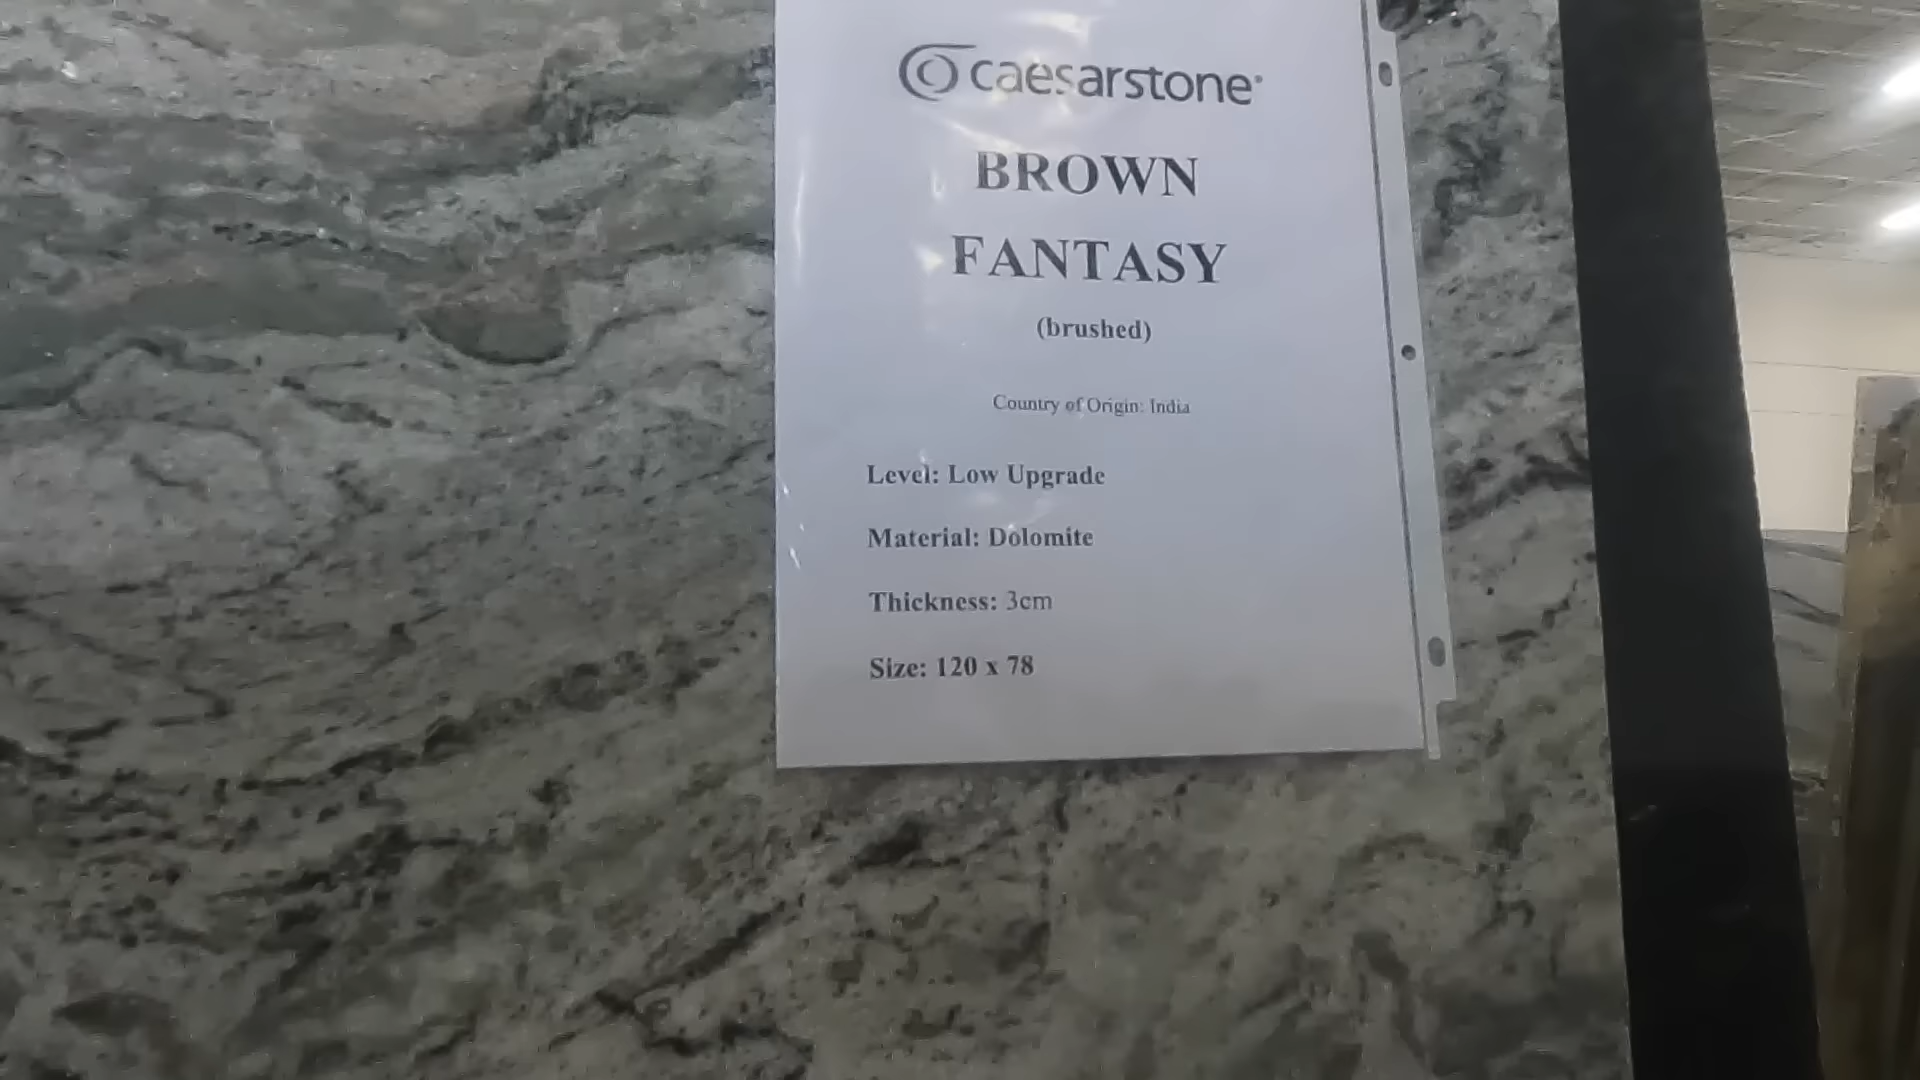 caesarstone
BROWN
FANTASY
(brushed)
Country of Origin: India
Level: Low Upgrade
Material: Dolomite
Thickness: 3cm
Size: 120 x 78